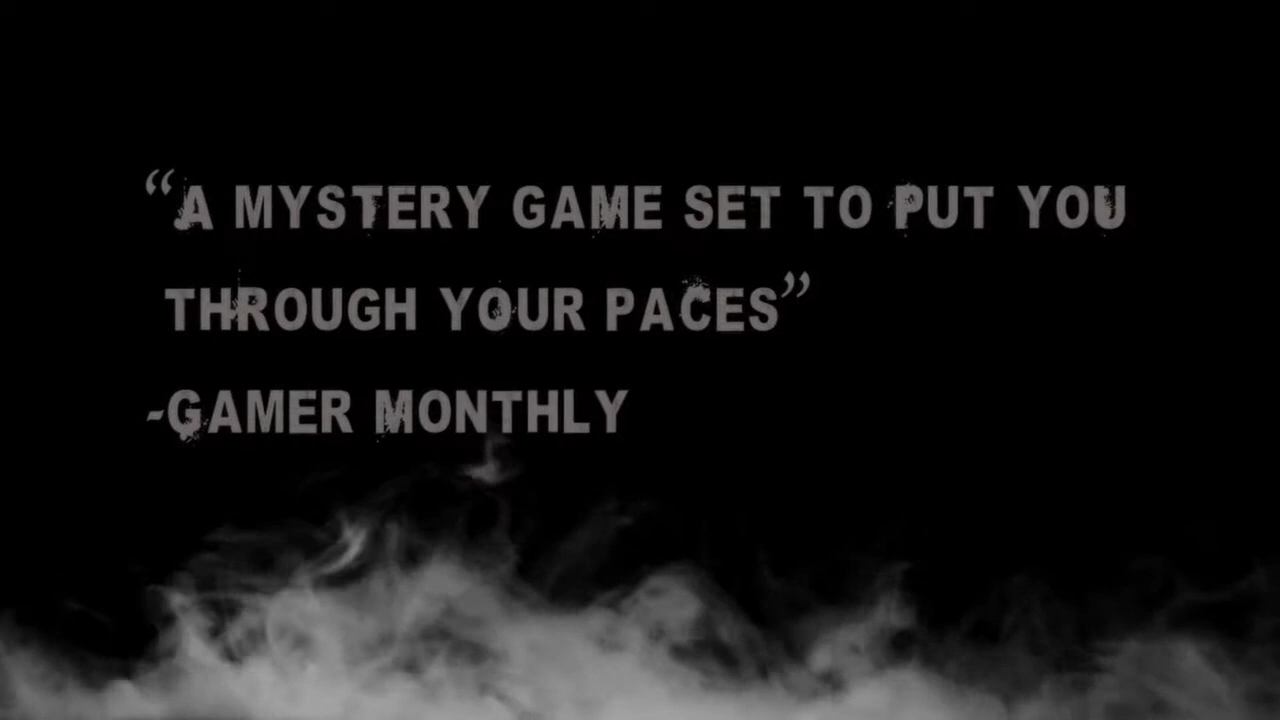 “A MYSTERY GAME SET TO PUT YOU
THROUGH YOUR PACES”
-GAMER MONTHLY